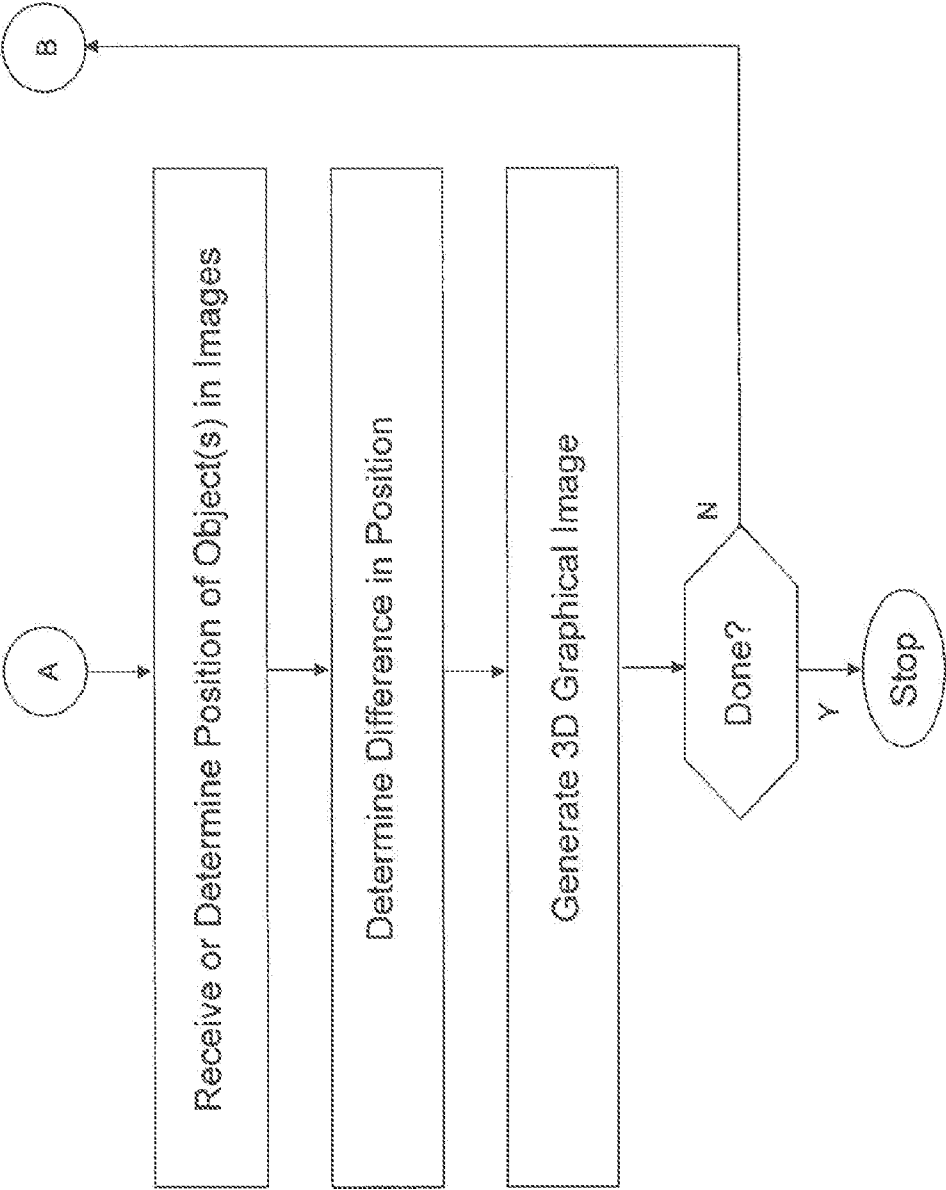 A
B
Receive or Determine Position of Object(s) in Images
Determine Difference in Position
Generate 3D Graphical Image
Done?
N
Y
Stop